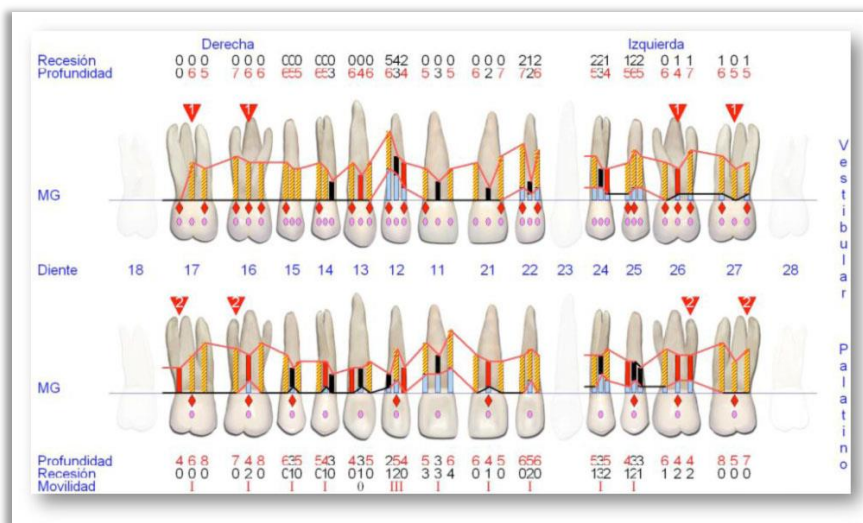 Derecha Izquierda
Recesión 000 000 000 000 000 542 000 000 212 221 122 011 101
Profundidad 065 766 655 653 646 634 535 627 726 534 565 647 655
1 1 1 1
MG
Diente 18 17 16 15 14 13 12 11 21 22 23 24 25 26 27 28
Vestibular
2 2 2 2
MG
Palatino
Profundidad 468 748 635 543 435 254 536 645 656 535 433 644 857
Recesión 000 020 010 010 010 120 334 010 020 132 121 122 000
Movilidad I I I I 0 III I I I I I